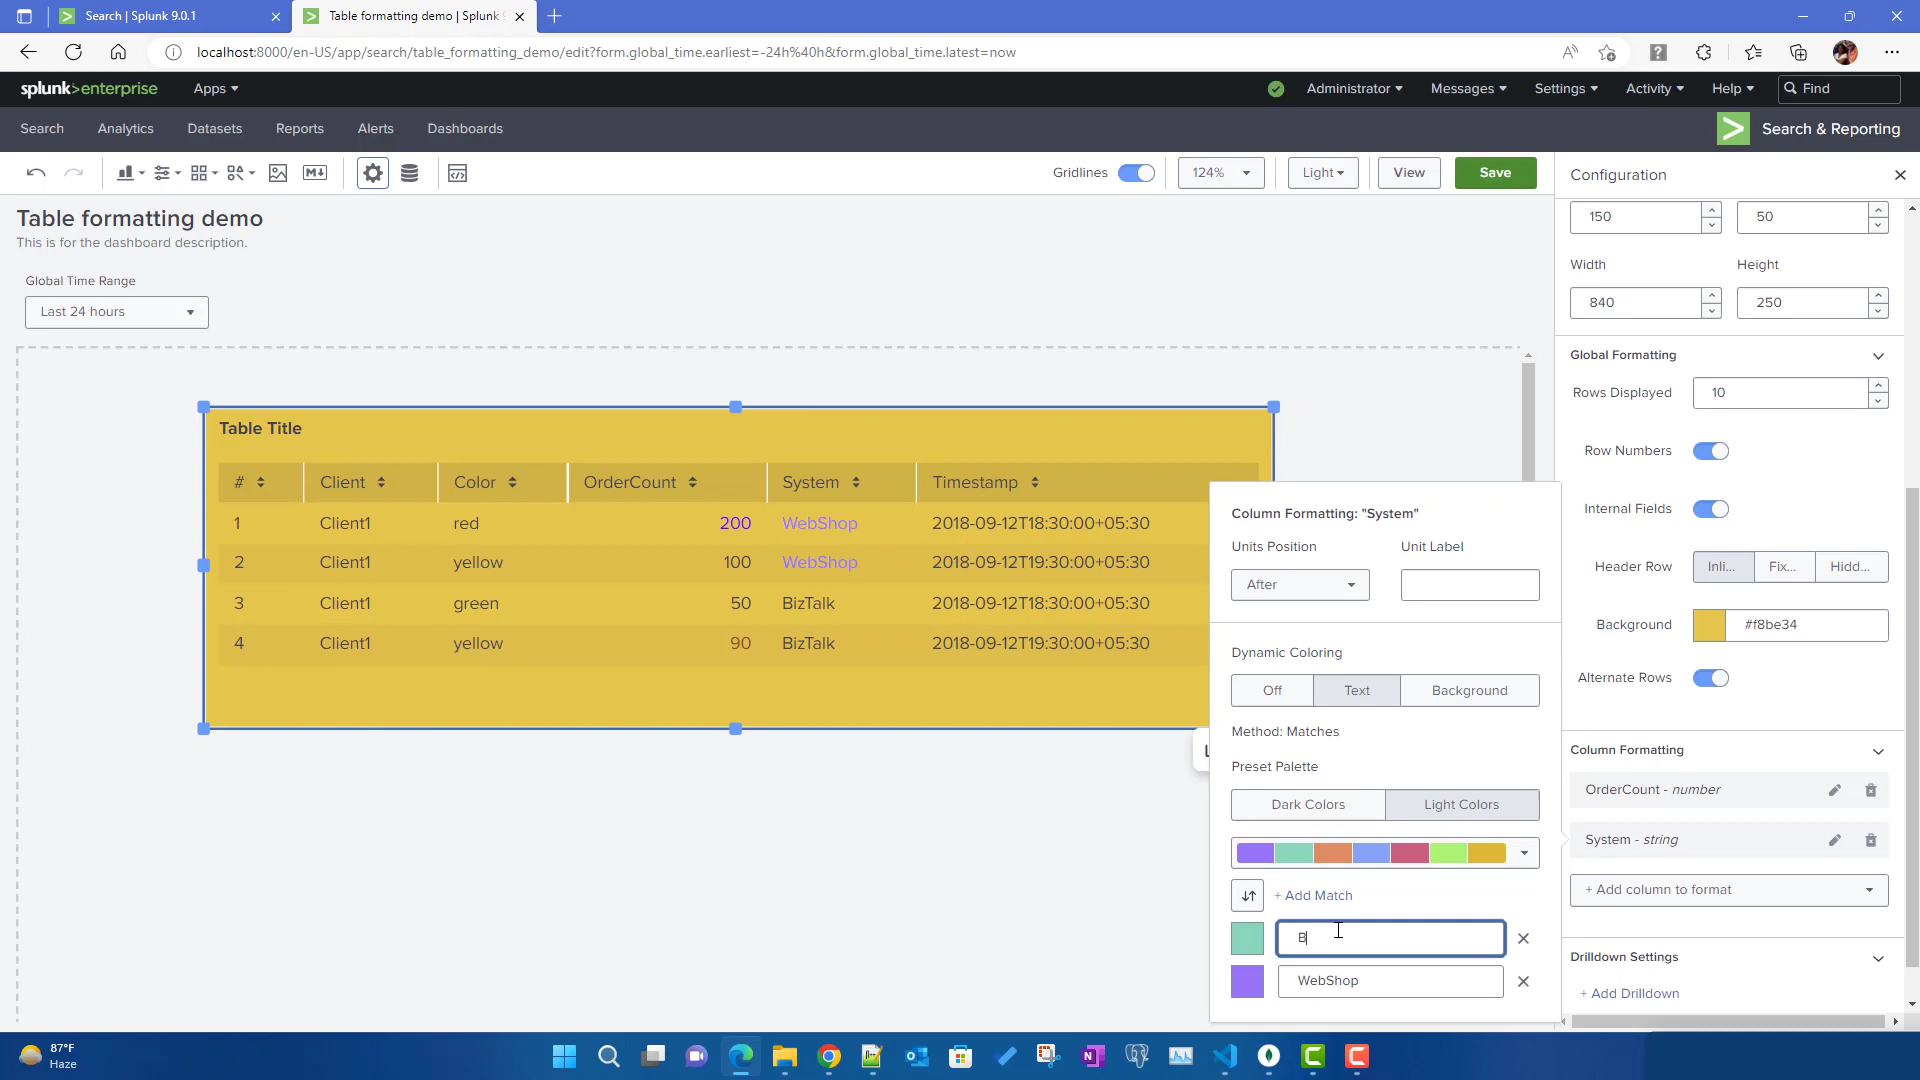 Search | Splunk 9.0.1
Table formatting demo | Splunk
localhost:8000/en-US/app/search/table_formatting_demo/edit?form.global_time.earliest=-24h%40h&form.global_time.latest=now
splunk>enterprise Apps Administrator Messages Settings Activity Help Find
Search Analytics Datasets Reports Alerts Dashboards Search & Reporting
Gridlines 124% Light View Save
Configuration
Table formatting demo
This is for the dashboard description.
Global Time Range
Last 24 hours
Table Title
# Client Color OrderCount System Timestamp
1 Client1 red 200 WebShop 2018-09-12T18:30:00+05:30
2 Client1 yellow 100 WebShop 2018-09-12T18:30:00+05:30
3 Client1 green 50 BizTalk 2018-09-12T19:30:00+05:30
4 Client1 yellow 90 BizTalk 2018-09-12T19:30:00+05:30
Column Formatting: "System"
Units Position Unit Label
After
Dynamic Coloring
Off Text Background
Method: Matches
Preset Palette
Dark Colors Light Colors
+ Add Match
B
WebShop
150 50
Width Height
840 250
Global Formatting
Rows Displayed 10
Row Numbers
Internal Fields
Header Row Inli... Fix... Hidd...
Background #f8be34
Alternate Rows
Column Formatting
OrderCount - number
System - string
+ Add column to format
Drilldown Settings
+ Add Drilldown
87°F
Haze